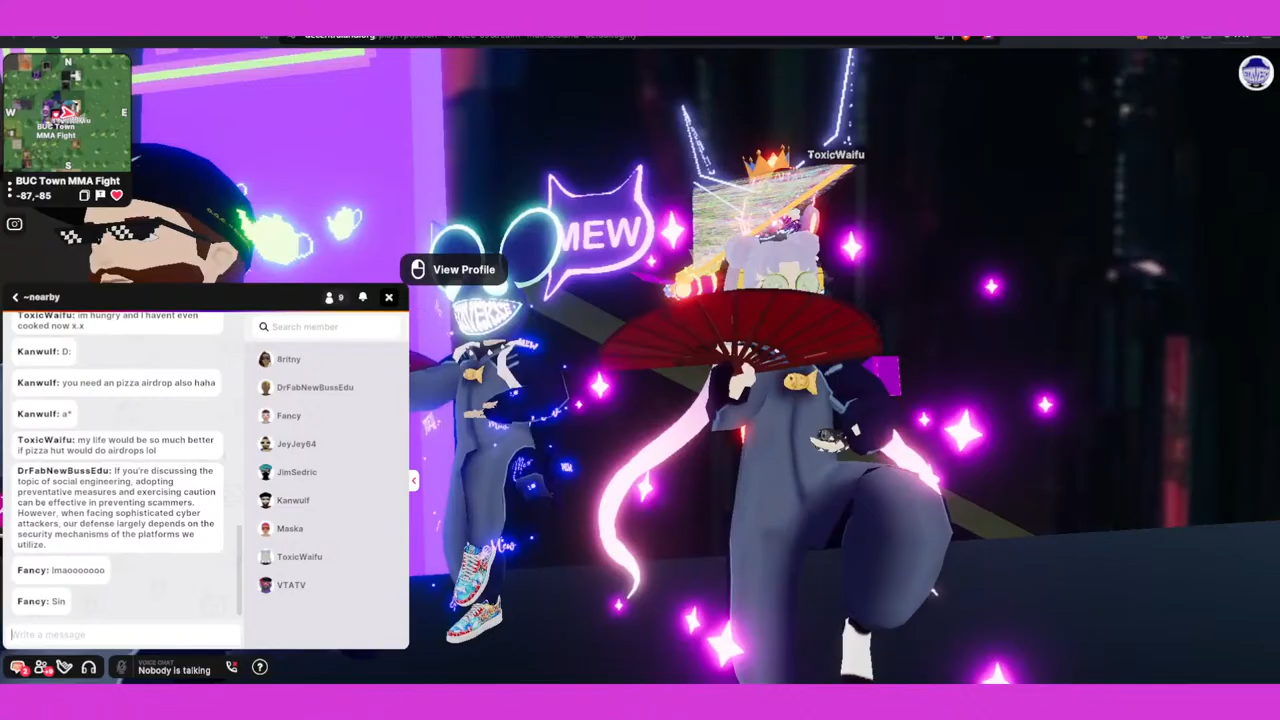 N
W
E
BUC Town
MMA Fight
S
BUC Town MMA Fight
-87,-85
ToxicWaifu
MEW
View Profile
~nearby
9
ToxicWaifu: im hungry and I havent even
cooked now x.x
Kanwulf: D:
Kanwulf: you need an pizza airdrop also haha
Kanwulf: a*
ToxicWaifu: my life would be so much better
if pizza hut would do airdrops lol
DrFabNewBussEdu: If you're discussing the
topic of social engineering, adopting
preventative measures and exercising caution
can be effective in preventing scammers.
However, when facing sophisticated cyber
attackers, our defense largely depends on the
security mechanisms of the platforms we
utilize.
Fancy: lmaooooooo
Fancy: Sin
Write a message
Search member
8ritny
DrFabNewBussEdu
Fancy
JeyJey64
JimSedric
Kanwulf
Maska
ToxicWaifu
VTATV
VOICE CHAT
Nobody is talking